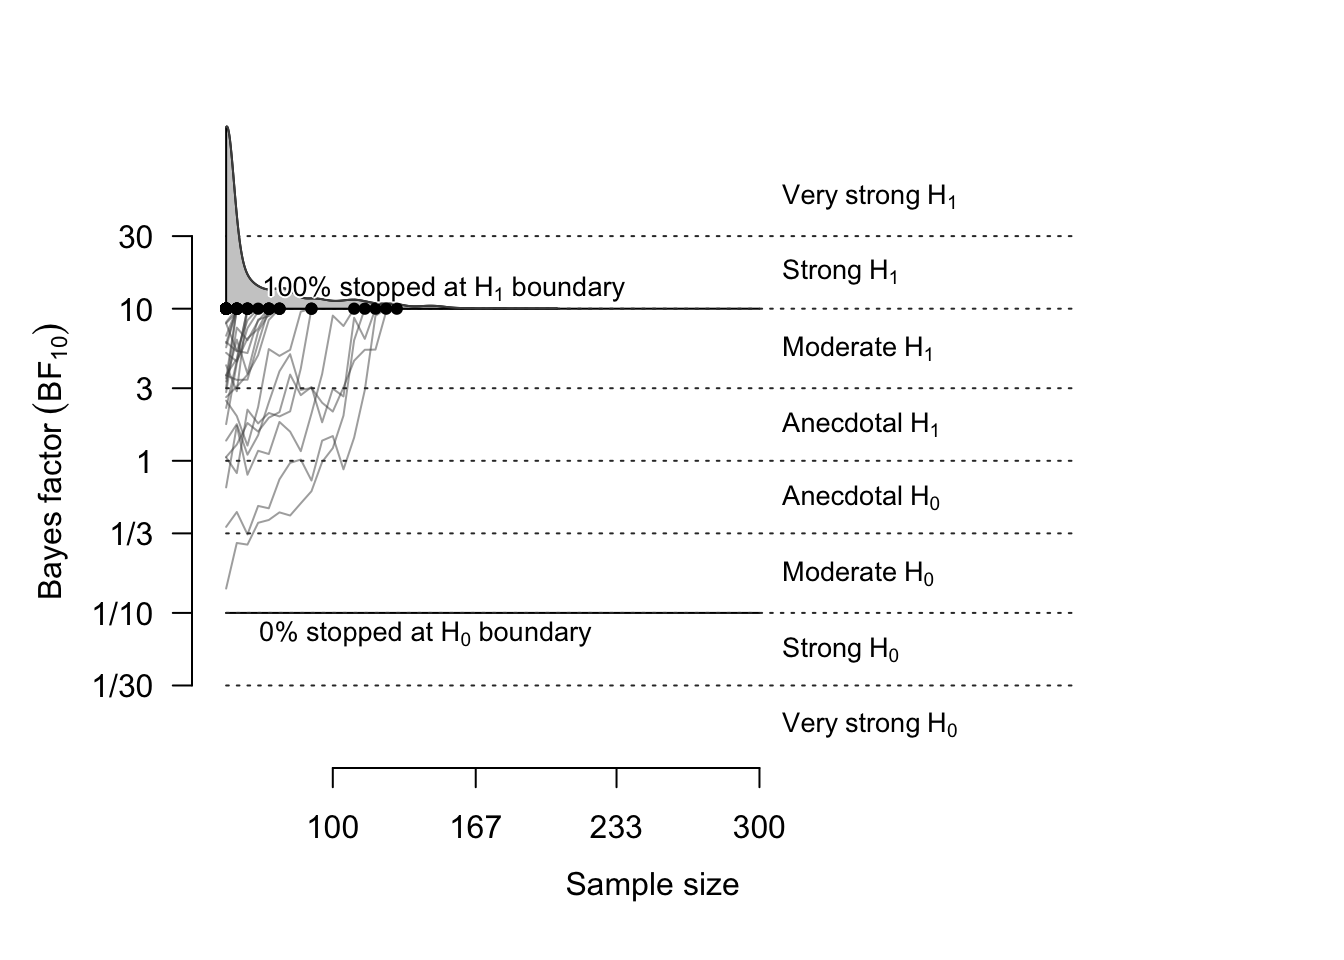 Very strong H₁
30
Strong H₁
100% stopped at H₁ boundary
10
Moderate H₁
3
Anecdotal H₁
1
Anecdotal H₀
1/3
Moderate H₀
1/10
0% stopped at H₀ boundary
Strong H₀
1/30
Very strong H₀
Bayes factor (BF₁₀)
100 167 233 300
Sample size